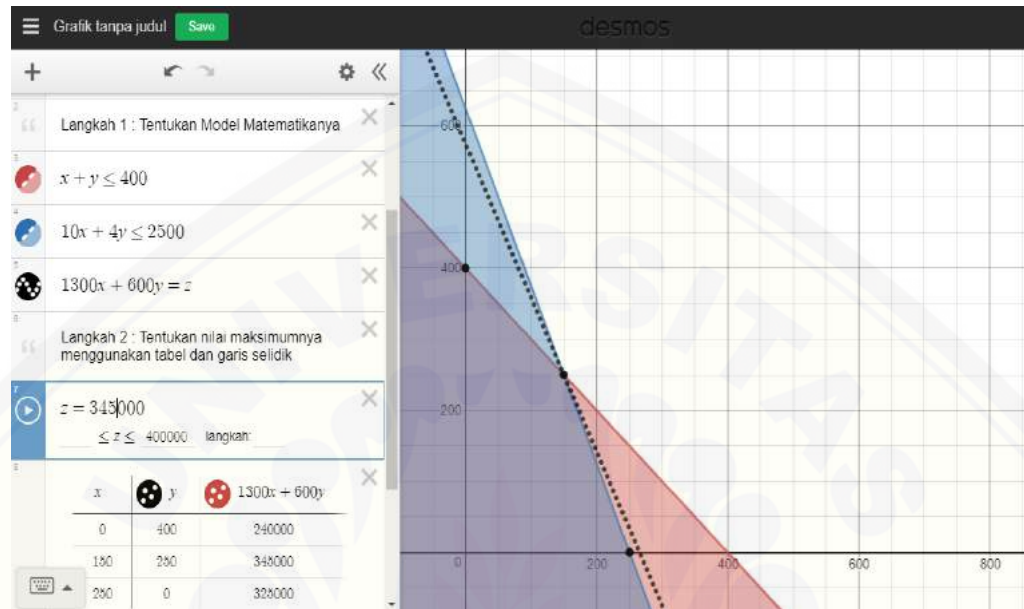 Grafik tanpa judul Save
desmos
Langkah 1 : Tentukan Model Matematikanya
x + y ≤ 400
10x + 4y ≤ 2500
1300x + 600y = z
Langkah 2 : Tentukan nilai maksimumnya
menggunakan tabel dan garis selidik
z = 345000
≤ z ≤ 400000 langkah:
x y 1300x + 600y
0 400 240000
150 250 345000
250 0 325000
600
400
200
0 200 400 600 800
UNIVERSITAS